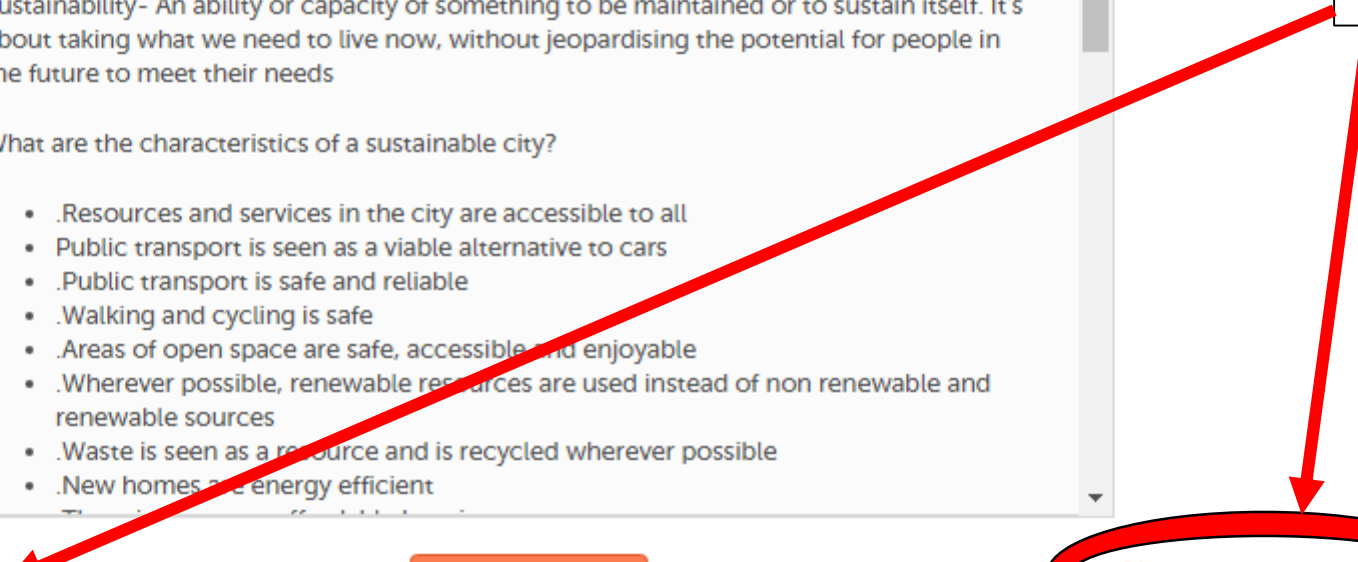 ustainability- An ability or capacity of something to be maintained or to sustain itself. It's
bout taking what we need to live now, without jeopardising the potential for people in
he future to meet their needs
What are the characteristics of a sustainable city?
• .Resources and services in the city are accessible to all
• Public transport is seen as a viable alternative to cars
• .Public transport is safe and reliable
• .Walking and cycling is safe
• .Areas of open space are safe, accessible and enjoyable
• .Wherever possible, renewable resources are used instead of non renewable and
renewable sources
• .Waste is seen as a resource and is recycled wherever possible
• .New homes are energy efficient